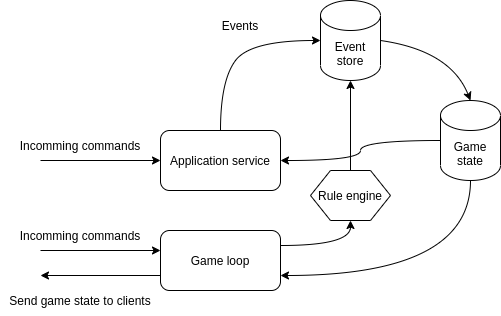 Events
Event
store
Incomming commands
Application service
Game
state
Rule engine
Incomming commands
Game loop
Send game state to clients